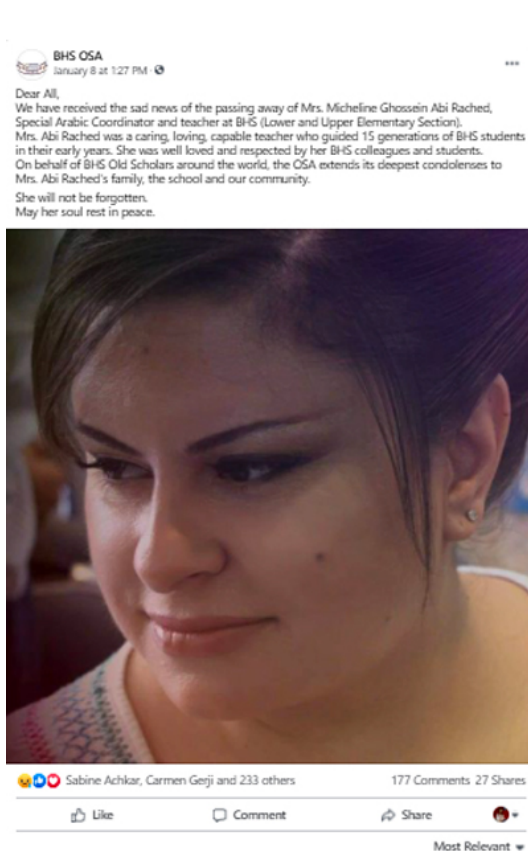 BHS OSA
January 8 at 1:27 PM ·
Dear All,
We have received the sad news of the passing away of Mrs. Micheline Ghossein Abi Rached,
Special Arabic Coordinator and teacher at BHS (Lower and Upper Elementary Section).
Mrs. Abi Rached was a caring, loving, capable teacher who guided 15 generations of BHS students
in their early years. She was well loved and respected by her BHS colleagues and students.
On behalf of BHS Old Scholars around the world, the OSA extends its deepest condolenses to
Mrs. Abi Rached's family, the school and our community.
She will not be forgotten.
May her soul rest in peace.
Sabine Achkar, Carmen Gerji and 233 others
177 Comments 27 Shares
Like
Comment
Share
Most Relevant